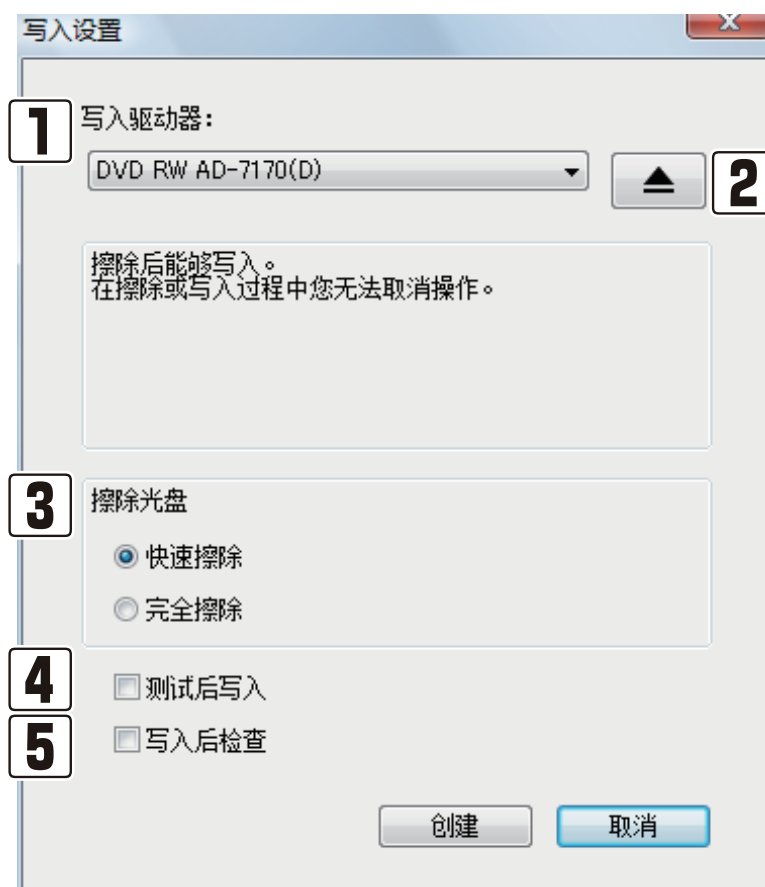 写入设置
1
写入驱动器：
DVD RW AD-7170(D)
2
擦除后能够写入。
在擦除或写入过程中您无法取消操作。
3
擦除光盘
快速擦除
完全擦除
4
测试后写入
5
写入后检查
创建
取消